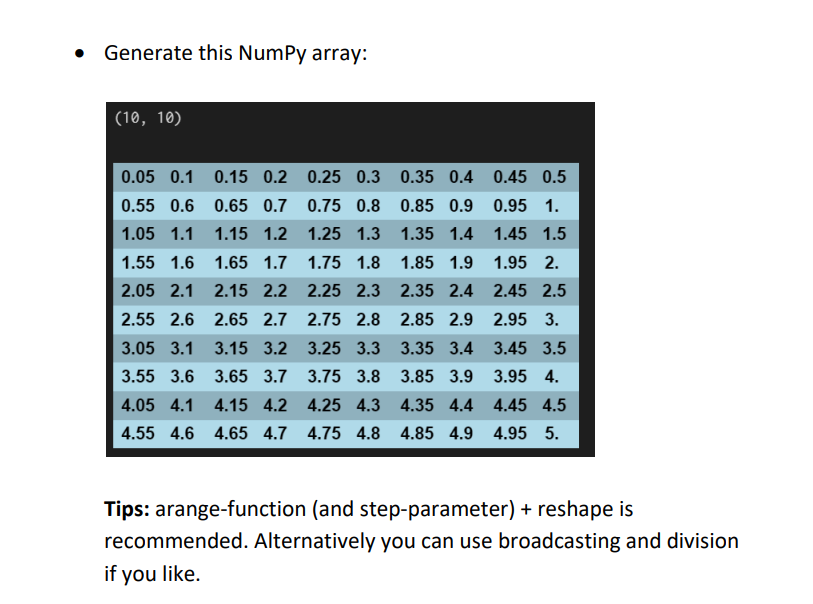 • Generate this NumPy array:
(10, 10)
0.05 0.1 0.15 0.2 0.25 0.3 0.35 0.4 0.45 0.5
0.55 0.6 0.65 0.7 0.75 0.8 0.85 0.9 0.95 1.
1.05 1.1 1.15 1.2 1.25 1.3 1.35 1.4 1.45 1.5
1.55 1.6 1.65 1.7 1.75 1.8 1.85 1.9 1.95 2.
2.05 2.1 2.15 2.2 2.25 2.3 2.35 2.4 2.45 2.5
2.55 2.6 2.65 2.7 2.75 2.8 2.85 2.9 2.95 3.
3.05 3.1 3.15 3.2 3.25 3.3 3.35 3.4 3.45 3.5
3.55 3.6 3.65 3.7 3.75 3.8 3.85 3.9 3.95 4.
4.05 4.1 4.15 4.2 4.25 4.3 4.35 4.4 4.45 4.5
4.55 4.6 4.65 4.7 4.75 4.8 4.85 4.9 4.95 5.
Tips: arange-function (and step-parameter) + reshape is
recommended. Alternatively you can use broadcasting and division
if you like.